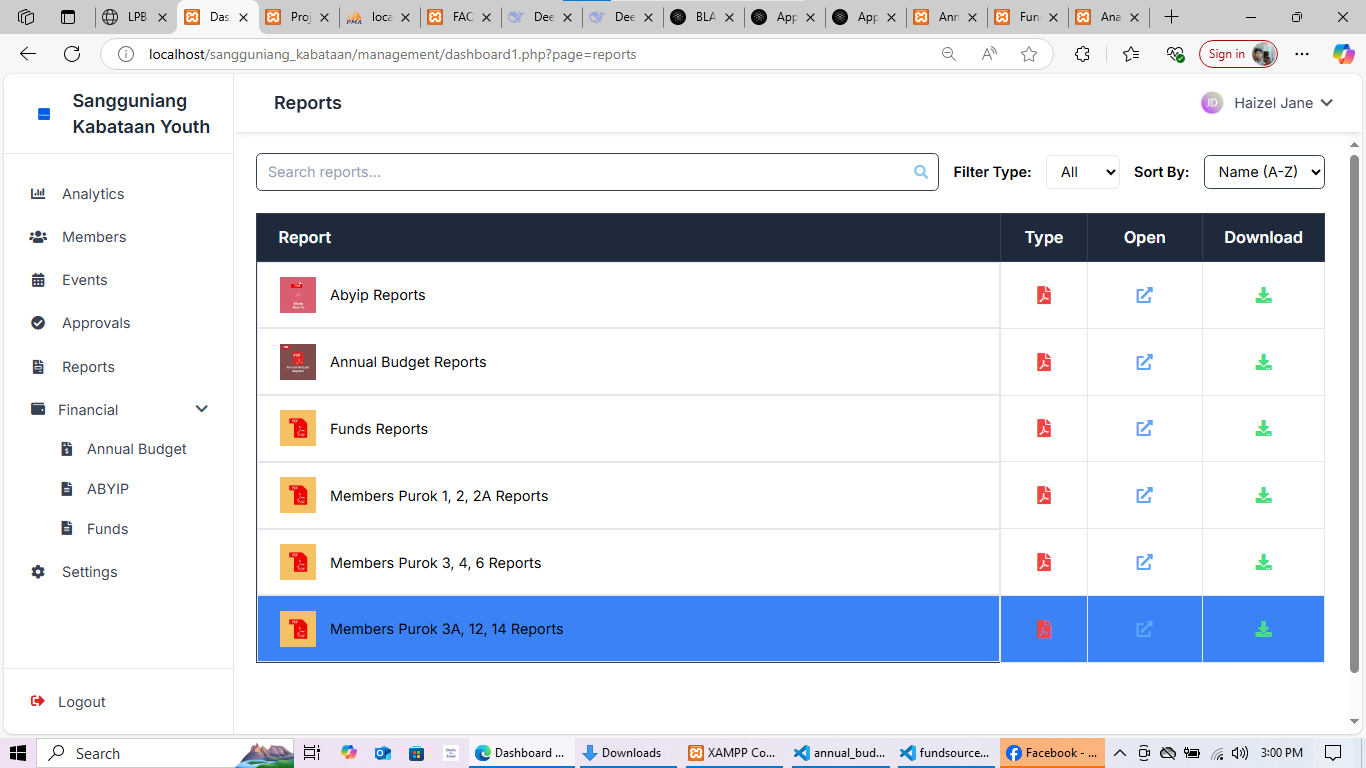 LPB
Das
Proj
loca
FAC
Dee
Dee
BLA
App
App
Ann
Fun
Ana
localhost/sangguniang_kabataan/management/dashboard1.php?page=reports
Sign in
Sangguniang
Kabataan Youth
Reports
JD
Haizel Jane
Analytics
Members
Events
Approvals
Reports
Financial
Annual Budget
ABYIP
Funds
Settings
Logout
Search reports...
Filter Type:
All
Sort By:
Name (A-Z)
Report
Type
Open
Download
Abyip Reports
Annual Budget Reports
Funds Reports
Members Purok 1, 2, 2A Reports
Members Purok 3, 4, 6 Reports
Members Purok 3A, 12, 14 Reports
Search
Dashboard ...
Downloads
XAMPP Co...
annual_bud...
fundsource...
Facebook - ...
3:00 PM